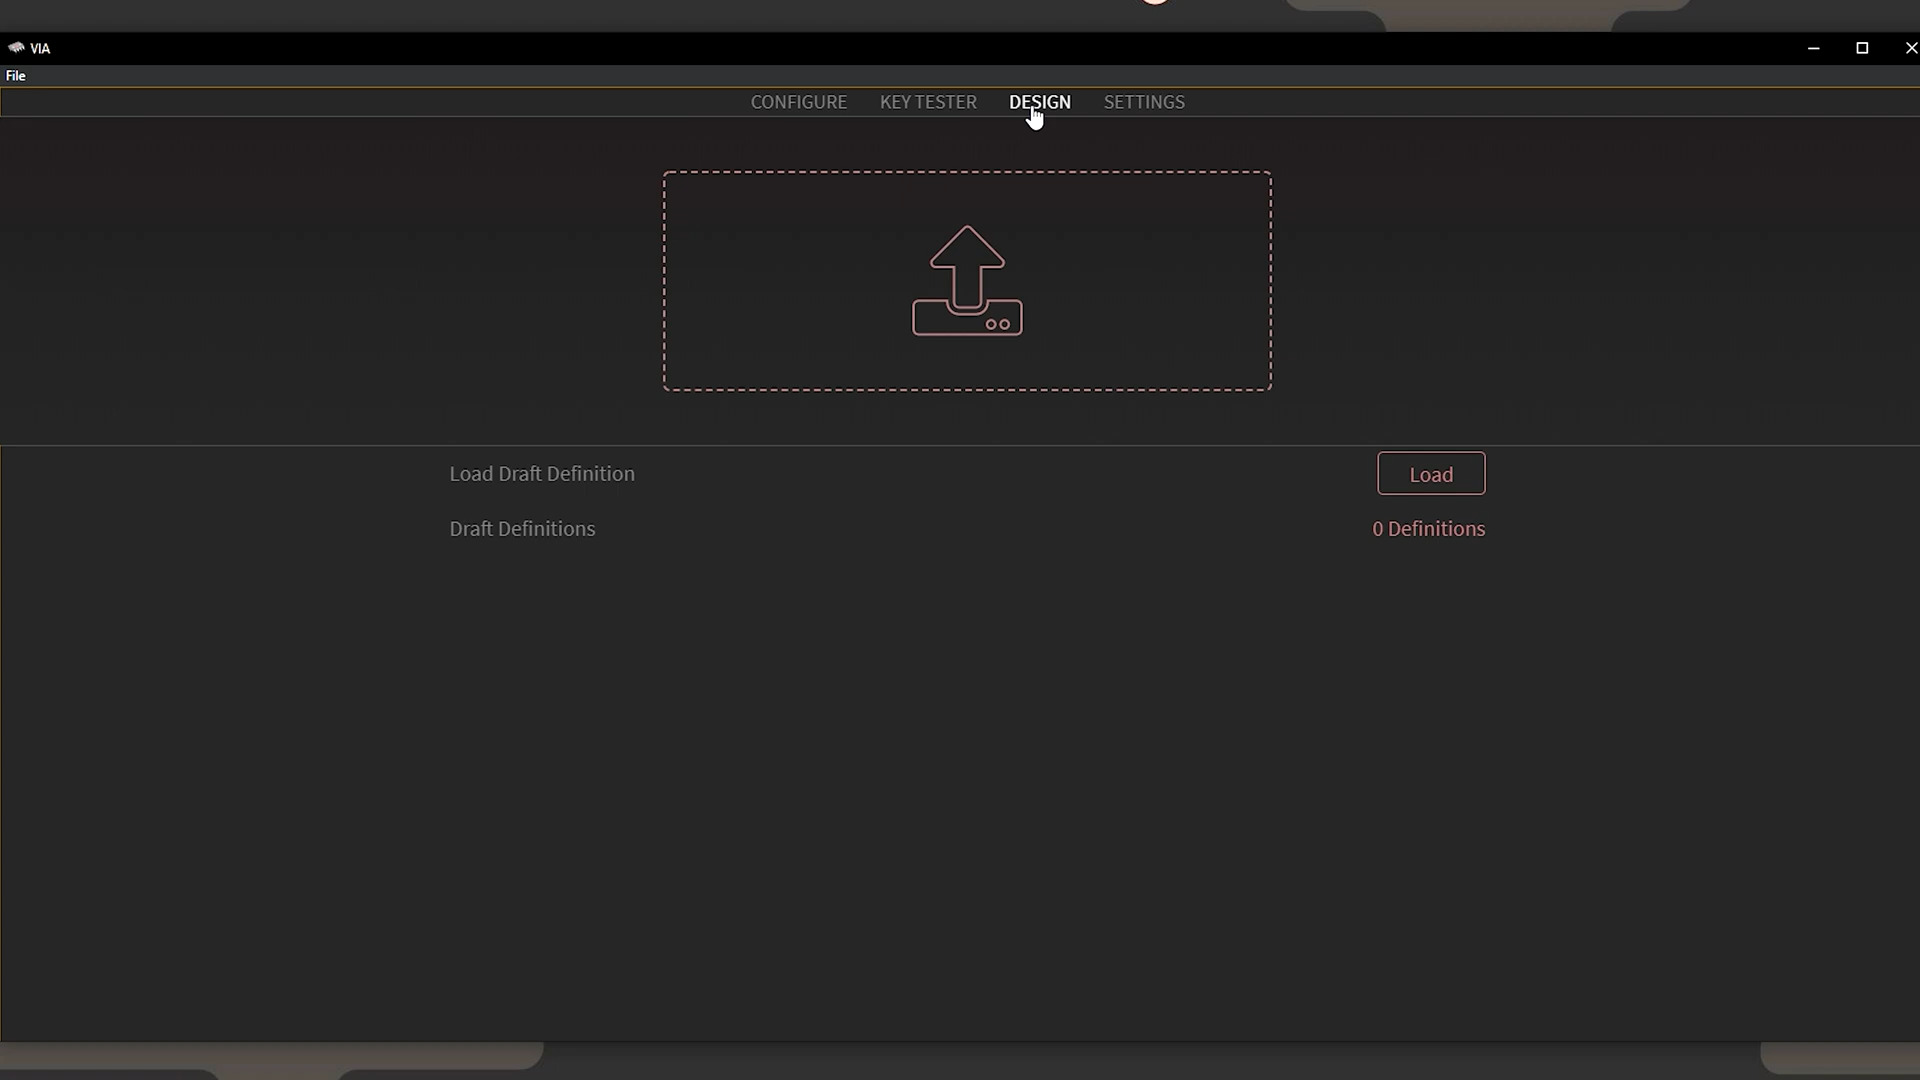 VIA
File
CONFIGURE KEY TESTER DESIGN SETTINGS
Load Draft Definition Load
Draft Definitions 0 Definitions